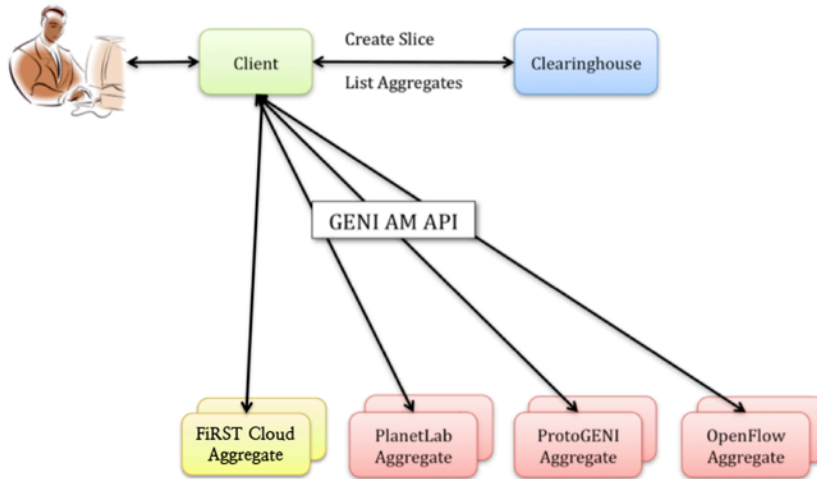 Create Slice
Client
Clearinghouse
List Aggregates
GENI AM API
FiRST Cloud
Aggregate
PlanetLab
Aggregate
ProtoGENI
Aggregate
OpenFlow
Aggregate